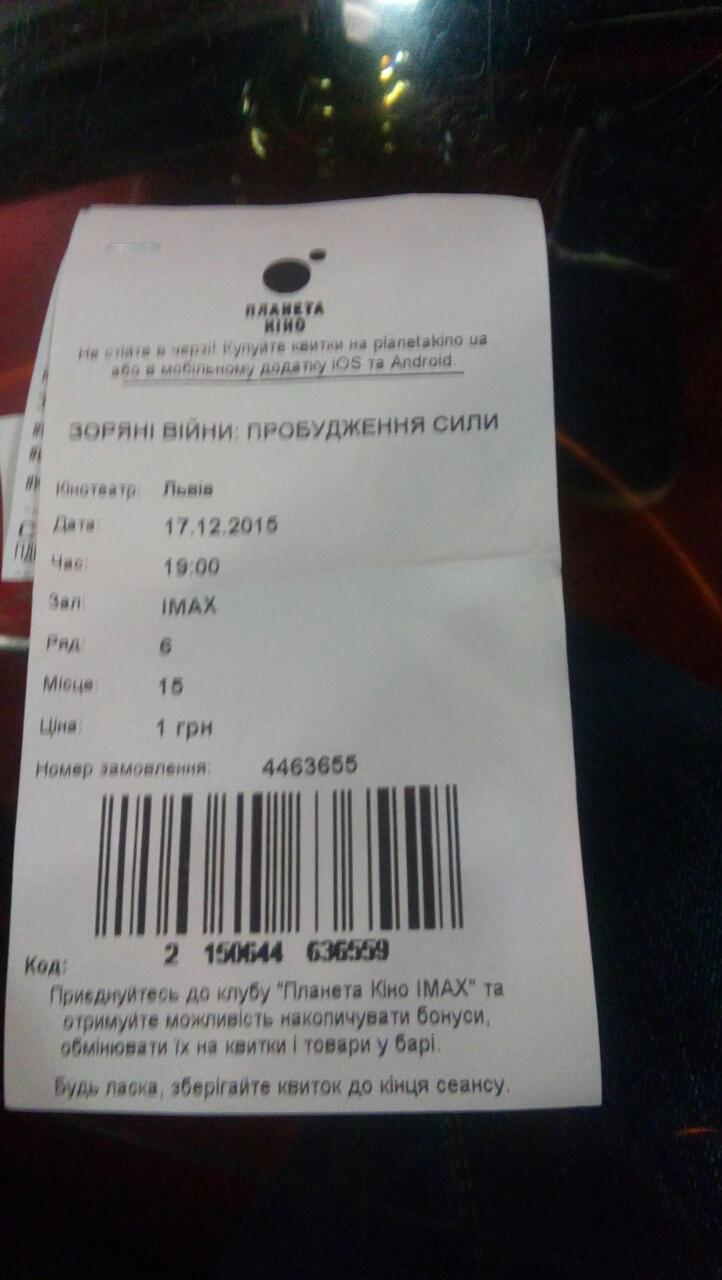 ПЛАНЕТА
КІНО
Не стійте в черзі! Купуйте квитки на planetakino.ua
або в мобільному додатку iOS та Android.
ЗОРЯНІ ВІЙНИ: ПРОБУДЖЕННЯ СИЛИ
Кінотеатр: Львів
Дата: 17.12.2015
Час: 19:00
Зал: IMAX
Ряд: 6
Місце: 15
Ціна: 1 грн
Номер замовлення: 4463655
Код: 2 150644 636559
Приєднуйтесь до клубу "Планета Кіно IMAX" та
отримуйте можливість накопичувати бонуси,
обмінювати їх на квитки і товари у барі.
Будь ласка, зберігайте квиток до кінця сеансу.